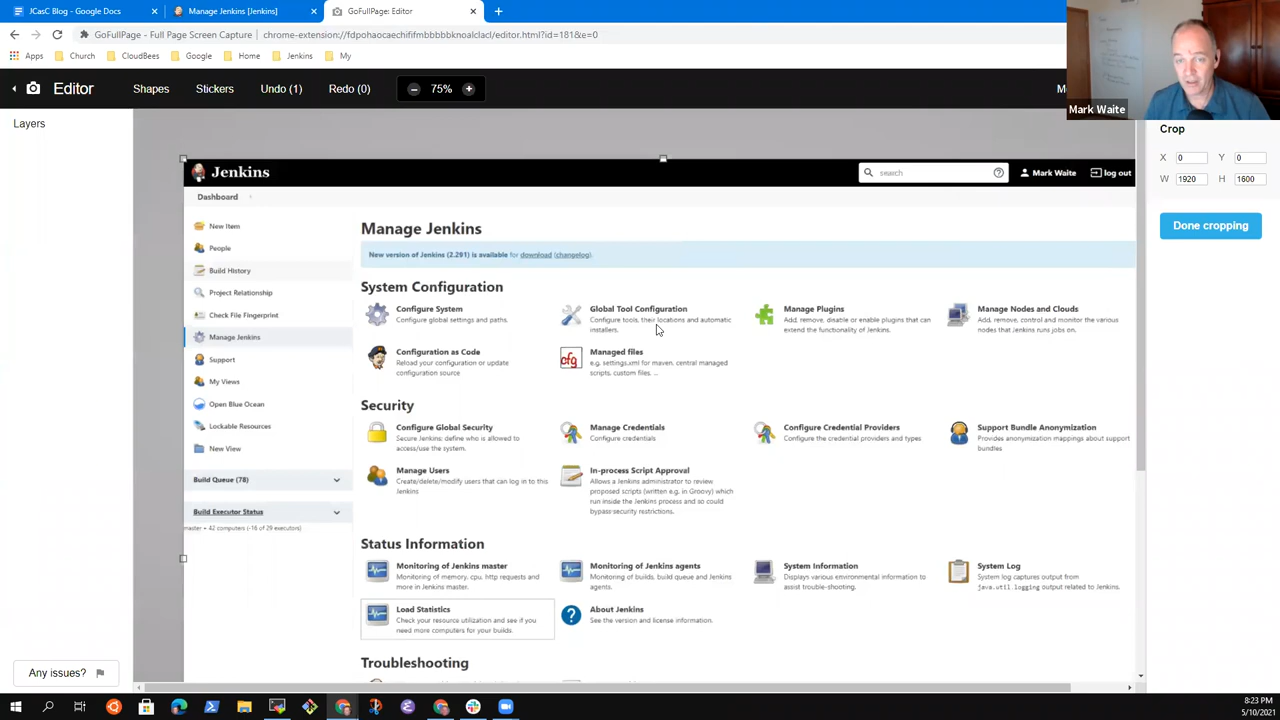 JCasC Blog - Google Docs
Manage Jenkins [Jenkins]
GoFullPage: Editor
GoFullPage - Full Page Screen Capture
chrome-extension://fdpohaocaechififmbbbbbknoalclacl/editor.html?id=181&e=0
Apps
Church
CloudBees
Google
Home
Jenkins
My
Editor
Shapes
Stickers
Undo (1)
Redo (0)
75%
Mark Waite
Layers
Crop
X 0 Y 0
W 1920 H 1600
Done cropping
Jenkins
search
Mark Waite
log out
Dashboard
New Item
People
Build History
Project Relationship
Check File Fingerprint
Manage Jenkins
Support
My Views
Open Blue Ocean
Lockable Resources
New View
Build Queue (78)
Build Executor Status
master + 42 computers (-16 of 29 executors)
Manage Jenkins
New version of Jenkins (2.291) is available for download (changelog).
System Configuration
Configure System
Configure global settings and paths.
Global Tool Configuration
Configure tools, their locations and automatic
installers.
Manage Plugins
Add, remove, disable or enable plugins that can
extend the functionality of Jenkins.
Manage Nodes and Clouds
Add, remove, control and monitor the various
nodes that Jenkins runs jobs on.
Configuration as Code
Reload your configuration or update
configuration source
cfg
Managed files
e.g. settings.xml for maven, central managed
scripts, custom files, ...
Security
Configure Global Security
Secure Jenkins; define who is allowed to
access/use the system.
Manage Credentials
Configure credentials
Configure Credential Providers
Configure the credential providers and types
Support Bundle Anonymization
Provides anonymization mappings about support
bundles
Manage Users
Create/delete/modify users that can log in to this
Jenkins
In-process Script Approval
Allows a Jenkins administrator to review
proposed scripts (written e.g. in Groovy) which
run inside the Jenkins process and so could
bypass security restrictions.
Status Information
Monitoring of Jenkins master
Monitoring of memory, cpu, http requests and
more in Jenkins master.
Monitoring of Jenkins agents
Monitoring of builds, build queue and Jenkins
agents.
System Information
Displays various environmental information to
assist trouble-shooting.
System Log
System log captures output from
java.util.logging output related to Jenkins.
Load Statistics
Check your resource utilization and see if you
need more computers for your builds.
About Jenkins
See the version and license information.
Troubleshooting
Any issues?
8:23 PM
5/10/2021